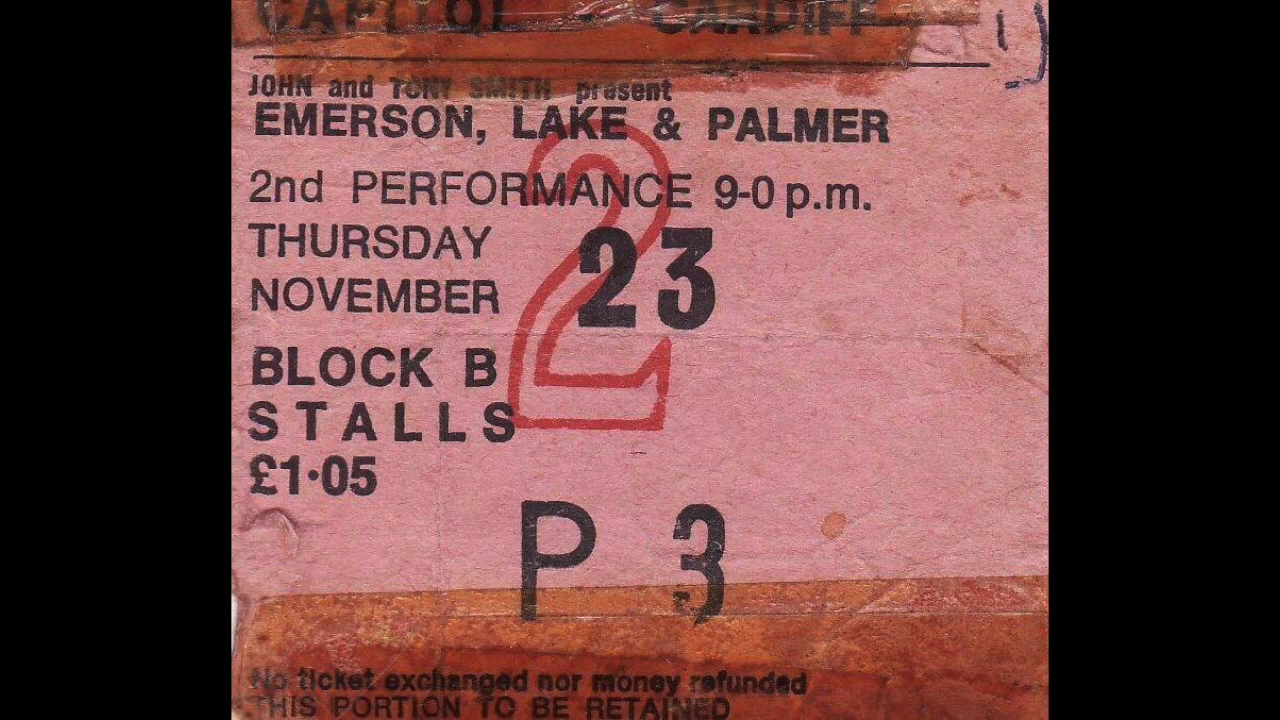 CAPITOL - CARDIFF
JOHN and TONY SMITH present
EMERSON, LAKE & PALMER
2nd PERFORMANCE 9-0 p.m.
THURSDAY
NOVEMBER 23
2
BLOCK B
STALLS
£1·05
P 3
No ticket exchanged nor money refunded
THIS PORTION TO BE RETAINED